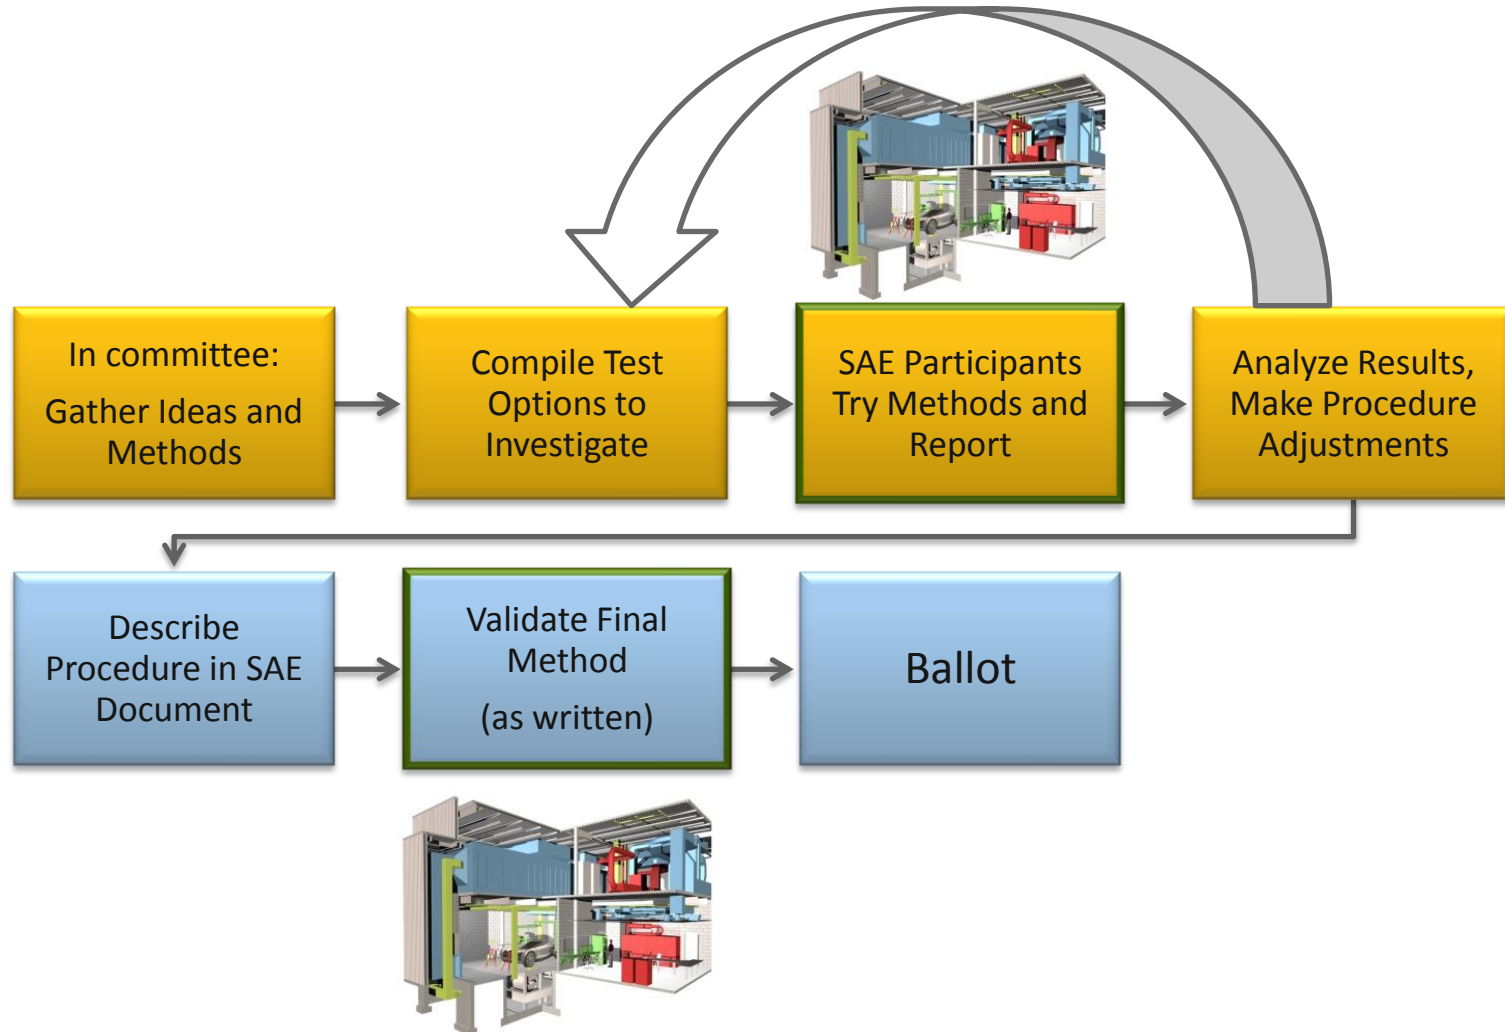 In committee:
Gather Ideas and
Methods
Compile Test
Options to
Investigate
SAE Participants
Try Methods and
Report
Analyze Results,
Make Procedure
Adjustments
Describe
Procedure in SAE
Document
Validate Final
Method
(as written)
Ballot